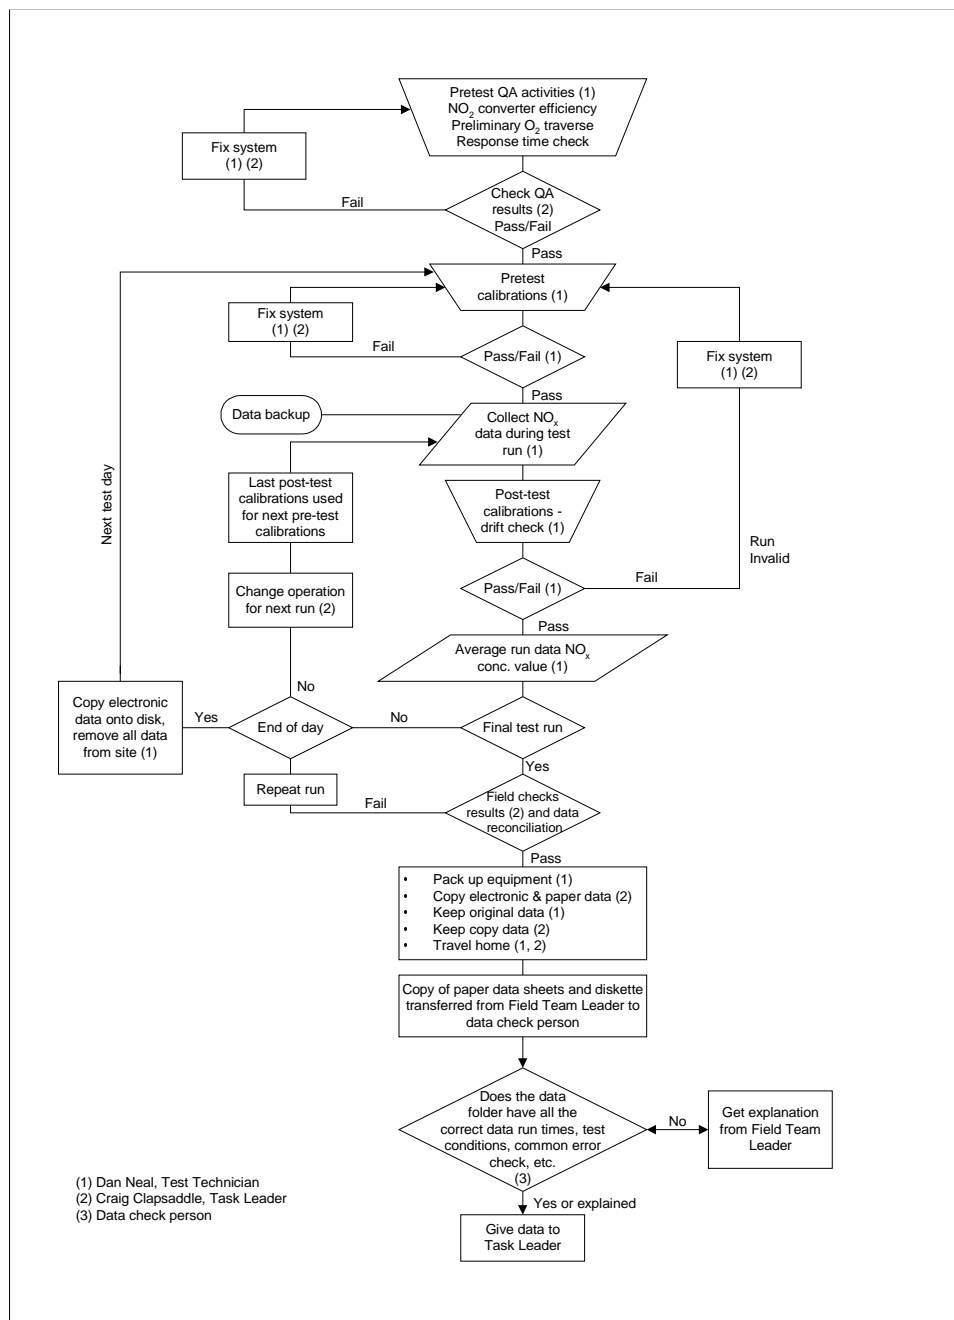 Pretest QA activities (1)
NO₂ converter efficiency
Preliminary O₂ traverse
Response time check
Fix system
(1) (2)
Fail
Check QA
results (2)
Pass/Fail
Pass
Pretest
calibrations (1)
Fix system
(1) (2)
Fail
Pass/Fail (1)
Fix system
(1) (2)
Pass
Data backup
Collect NOₓ
data during test
run (1)
Next test day
Last post-test
calibrations used
for next pre-test
calibrations
Post-test
calibrations -
drift check (1)
Run
Invalid
Change operation
for next run (2)
Pass/Fail (1)
Fail
Pass
Average run data NOₓ
conc. value (1)
No
Copy electronic
data onto disk,
remove all data
from site (1)
Yes
End of day
No
Final test run
Yes
Repeat run
Fail
Field checks
results (2) and data
reconciliation
Pass
• Pack up equipment (1)
• Copy electronic & paper data (2)
• Keep original data (1)
• Keep copy data (2)
• Travel home (1, 2)
Copy of paper data sheets and diskette
transferred from Field Team Leader to
data check person
Does the data
folder have all the
correct data run times, test
conditions, common error
check, etc.
(3)
No
Get explanation
from Field Team
Leader
Yes or explained
Give data to
Task Leader
(1) Dan Neal, Test Technician
(2) Craig Clapsaddle, Task Leader
(3) Data check person